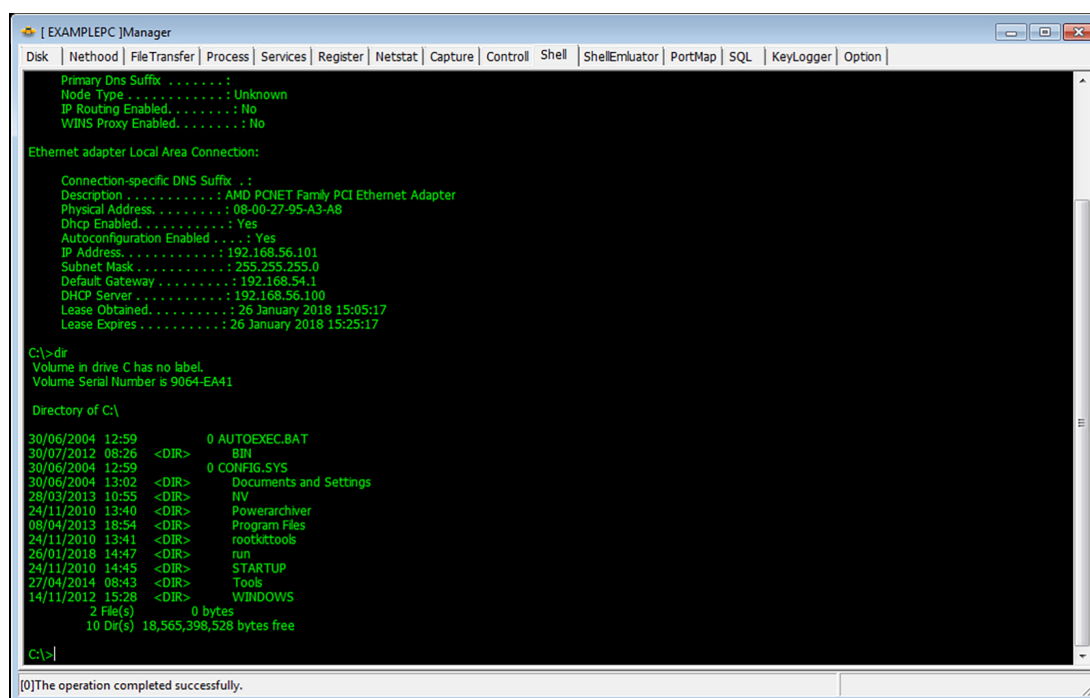 [ EXAMPLEPC ]Manager
Disk Nethood FileTransfer Process Services Register Netstat Capture Controll Shell ShellEmluator PortMap SQL KeyLogger Option
Primary Dns Suffix . . . . . . . :
Node Type . . . . . . . . . . . . : Unknown
IP Routing Enabled. . . . . . . . : No
WINS Proxy Enabled. . . . . . . . : No
Ethernet adapter Local Area Connection:
Connection-specific DNS Suffix . :
Description . . . . . . . . . . . : AMD PCNET Family PCI Ethernet Adapter
Physical Address. . . . . . . . . : 08-00-27-95-A3-A8
Dhcp Enabled. . . . . . . . . . . : Yes
Autoconfiguration Enabled . . . . : Yes
IP Address. . . . . . . . . . . . : 192.168.56.101
Subnet Mask . . . . . . . . . . . : 255.255.255.0
Default Gateway . . . . . . . . . : 192.168.54.1
DHCP Server . . . . . . . . . . . : 192.168.56.100
Lease Obtained. . . . . . . . . . : 26 January 2018 15:05:17
Lease Expires . . . . . . . . . . : 26 January 2018 15:25:17
C:\>dir
Volume in drive C has no label.
Volume Serial Number is 9064-EA41
Directory of C:\
30/06/2004 12:59 0 AUTOEXEC.BAT
30/07/2012 08:26 <DIR> BIN
30/06/2004 12:59 0 CONFIG.SYS
30/06/2004 13:02 <DIR> Documents and Settings
28/03/2013 10:55 <DIR> NV
24/11/2010 13:40 <DIR> Powerarchiver
08/04/2013 18:54 <DIR> Program Files
24/11/2010 13:41 <DIR> rootkittools
26/01/2018 14:47 <DIR> run
24/11/2010 14:45 <DIR> STARTUP
27/04/2014 08:43 <DIR> Tools
14/11/2012 15:28 <DIR> WINDOWS
2 File(s) 0 bytes
10 Dir(s) 18,565,398,528 bytes free
C:\>
[0]The operation completed successfully.